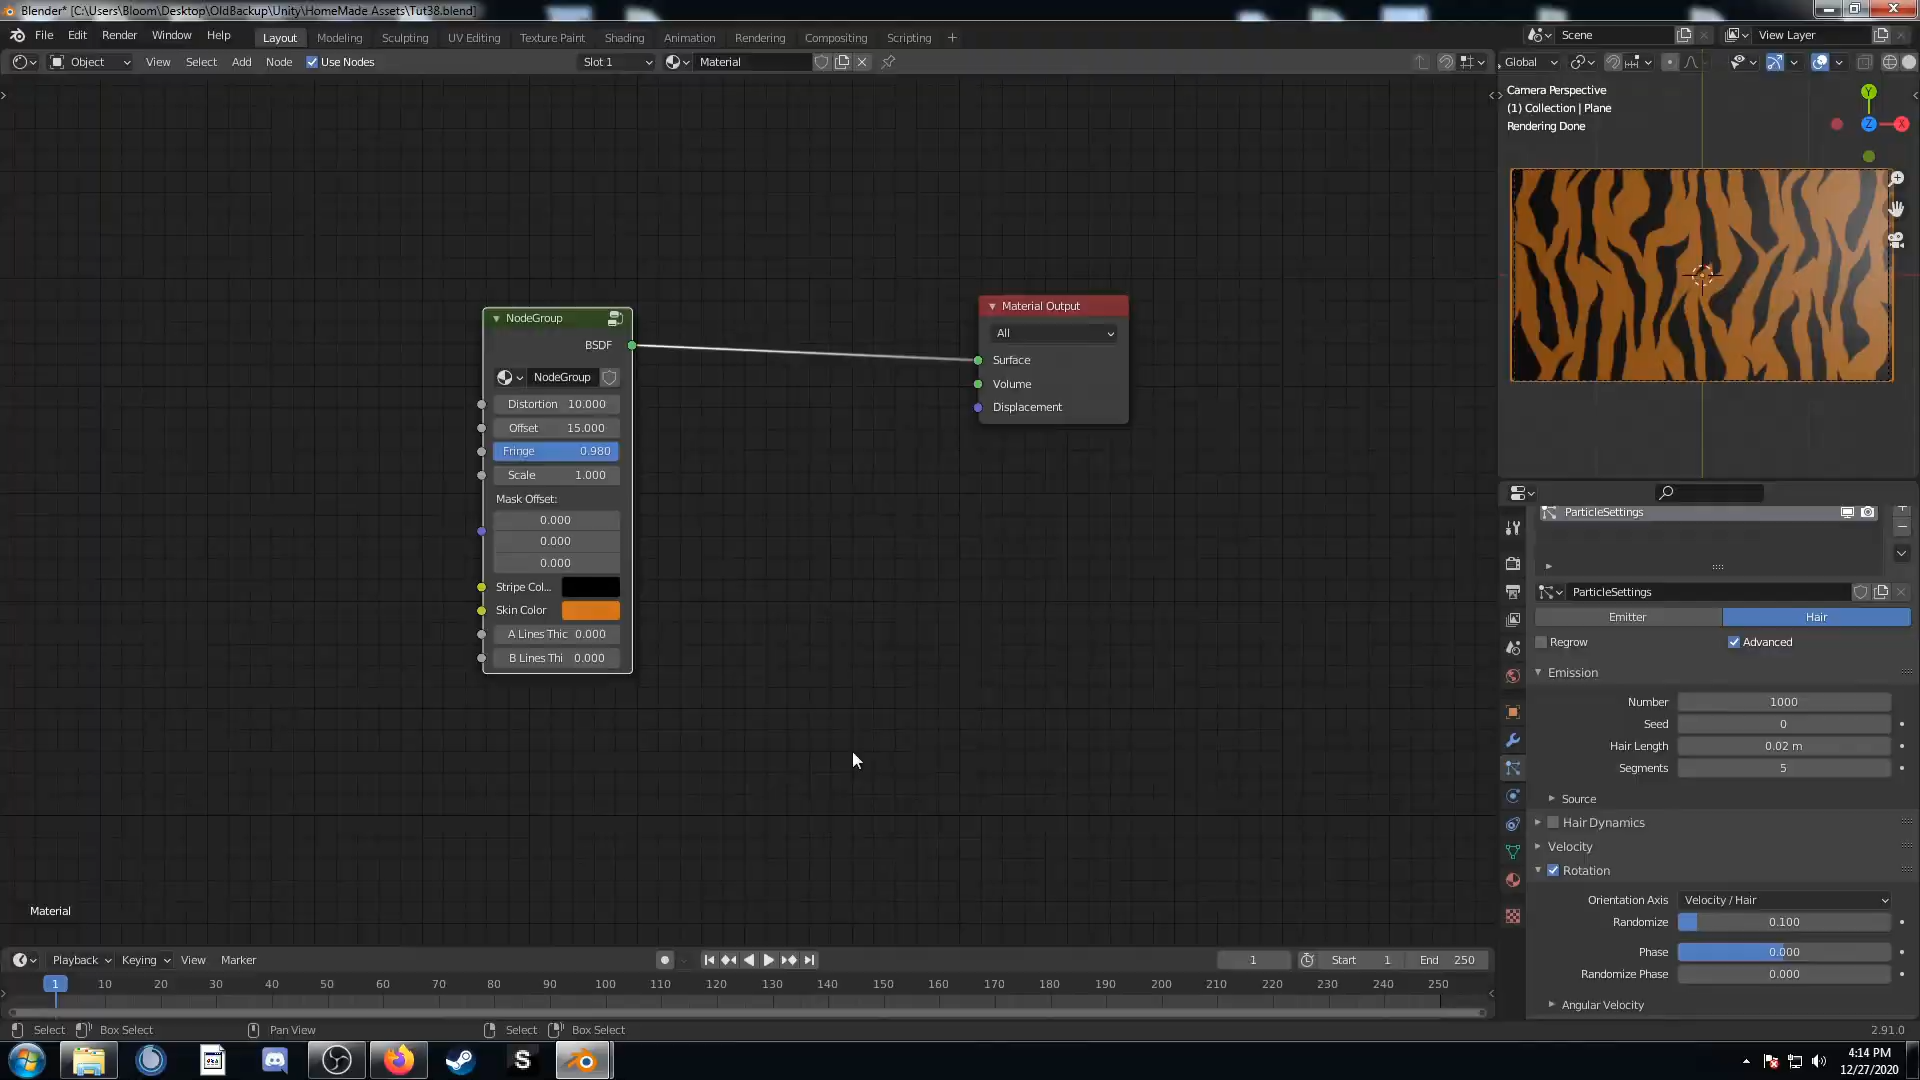 Blender* [C:\Users\Bloom\Desktop\OldBackup\Unity\HomeMade Assets\Tut38.blend]
File Edit Render Window Help Layout Modeling Sculpting UV Editing Texture Paint Shading Animation Rendering Compositing Scripting + Scene View Layer
Object View Select Add Node Use Nodes Slot 1 Material Global
Camera Perspective
(1) Collection | Plane
Rendering Done
Y
Z X
NodeGroup
BSDF
NodeGroup
Distortion 10.000
Offset 15.000
Fringe 0.980
Scale 1.000
Mask Offset:
0.000
0.000
0.000
Stripe Col...
Skin Color
A Lines Thic 0.000
B Lines Thi 0.000
Material Output
All
Surface
Volume
Displacement
Material
ParticleSettings
ParticleSettings
Emitter Hair
Regrow Advanced
Emission
Number 1000
Seed 0
Hair Length 0.02 m
Segments 5
Source
Hair Dynamics
Velocity
Rotation
Orientation Axis Velocity / Hair
Randomize 0.100
Phase 0.000
Randomize Phase 0.000
Angular Velocity
Playback Keying View Marker 1 Start 1 End 250
1 10 20 30 40 50 60 70 80 90 100 110 120 130 140 150 160 170 180 190 200 210 220 230 240 250
Select Box Select Pan View Select Box Select 2.91.0
S
4:14 PM
12/27/2020